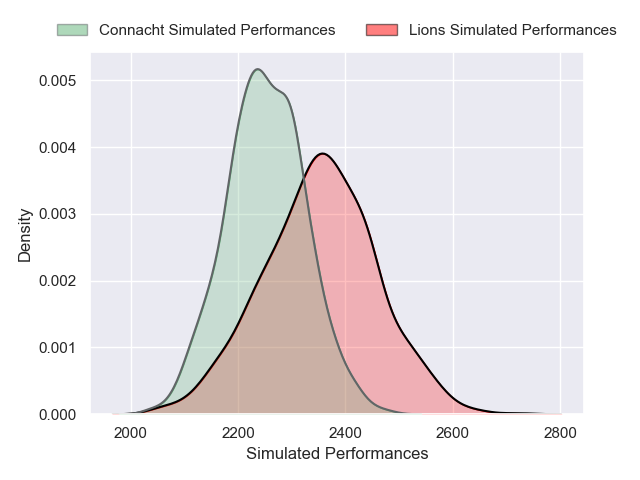 Connacht Simulated Performances
Lions Simulated Performances
0.005
0.004
0.003
0.002
0.001
0.000
Density
2000 2200 2400 2600 2800
Simulated Performances